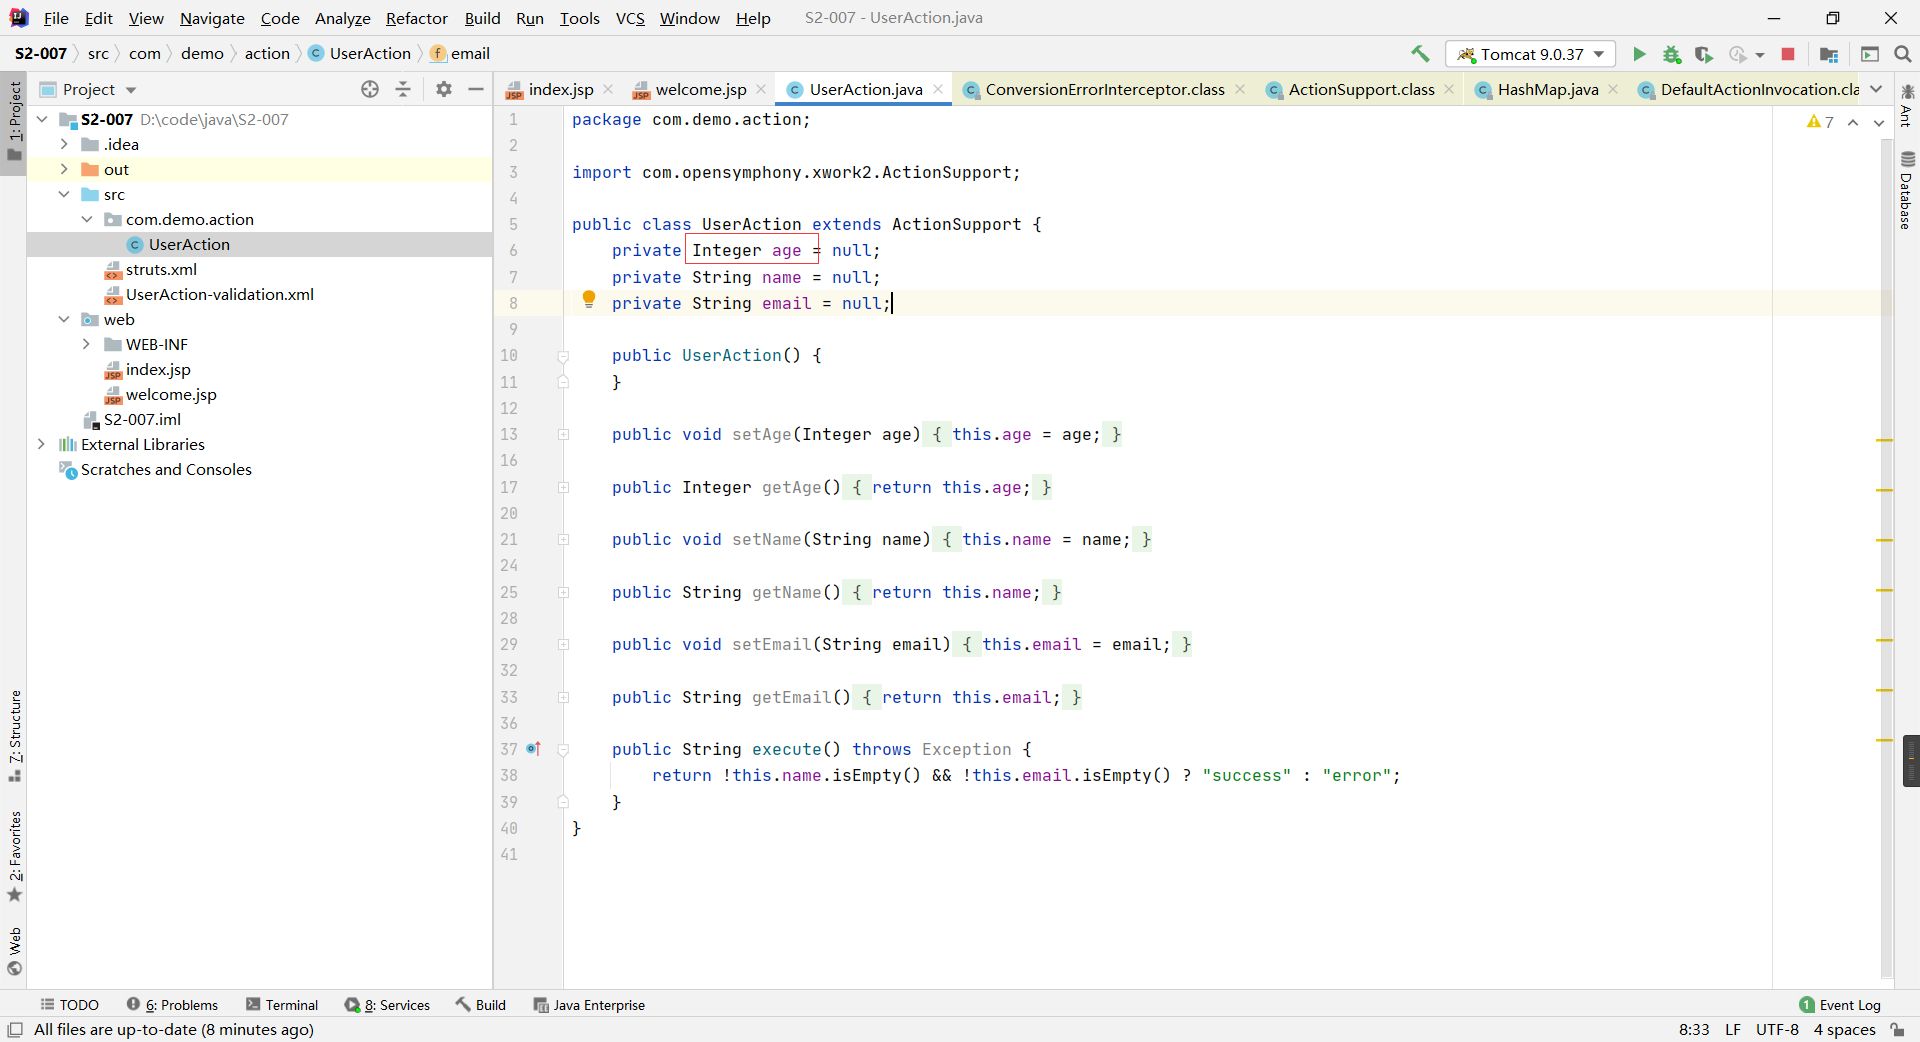 File Edit View Navigate Code Analyze Refactor Build Run Tools VCS Window Help S2-007 - UserAction.java
S2-007 src com demo action UserAction email Tomcat 9.0.37
Project
index.jsp welcome.jsp UserAction.java ConversionErrorInterceptor.class ActionSupport.class HashMap.java DefaultActionInvocation.cla
1: Project
S2-007 D:\code\java\S2-007
.idea
out
src
com.demo.action
UserAction
struts.xml
UserAction-validation.xml
web
WEB-INF
index.jsp
welcome.jsp
S2-007.iml
External Libraries
Scratches and Consoles
7: Structure
2: Favorites
Web
1 package com.demo.action;
2
3 import com.opensymphony.xwork2.ActionSupport;
4
5 public class UserAction extends ActionSupport {
6 private Integer age = null;
7 private String name = null;
8 private String email = null;
9
10 public UserAction() {
11 }
12
13 public void setAge(Integer age) { this.age = age; }
16
17 public Integer getAge() { return this.age; }
20
21 public void setName(String name) { this.name = name; }
24
25 public String getName() { return this.name; }
28
29 public void setEmail(String email) { this.email = email; }
32
33 public String getEmail() { return this.email; }
36
37 public String execute() throws Exception {
38 return !this.name.isEmpty() && !this.email.isEmpty() ? "success" : "error";
39 }
40 }
41
7
Ant
Database
TODO 6: Problems Terminal 8: Services Build Java Enterprise 1 Event Log
All files are up-to-date (8 minutes ago) 8:33 LF UTF-8 4 spaces